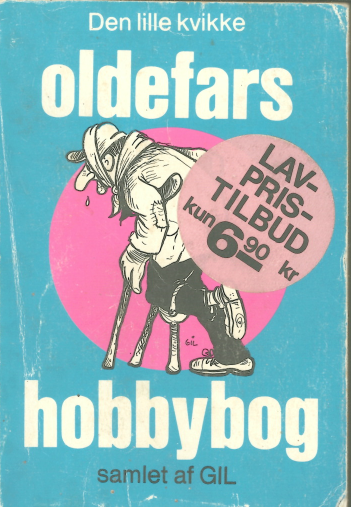 Den lille kvikke
oldefars
LAV-
PRIS-
TILBUD
kun 6.90 kr
GIL
hobbybog
samlet af GIL